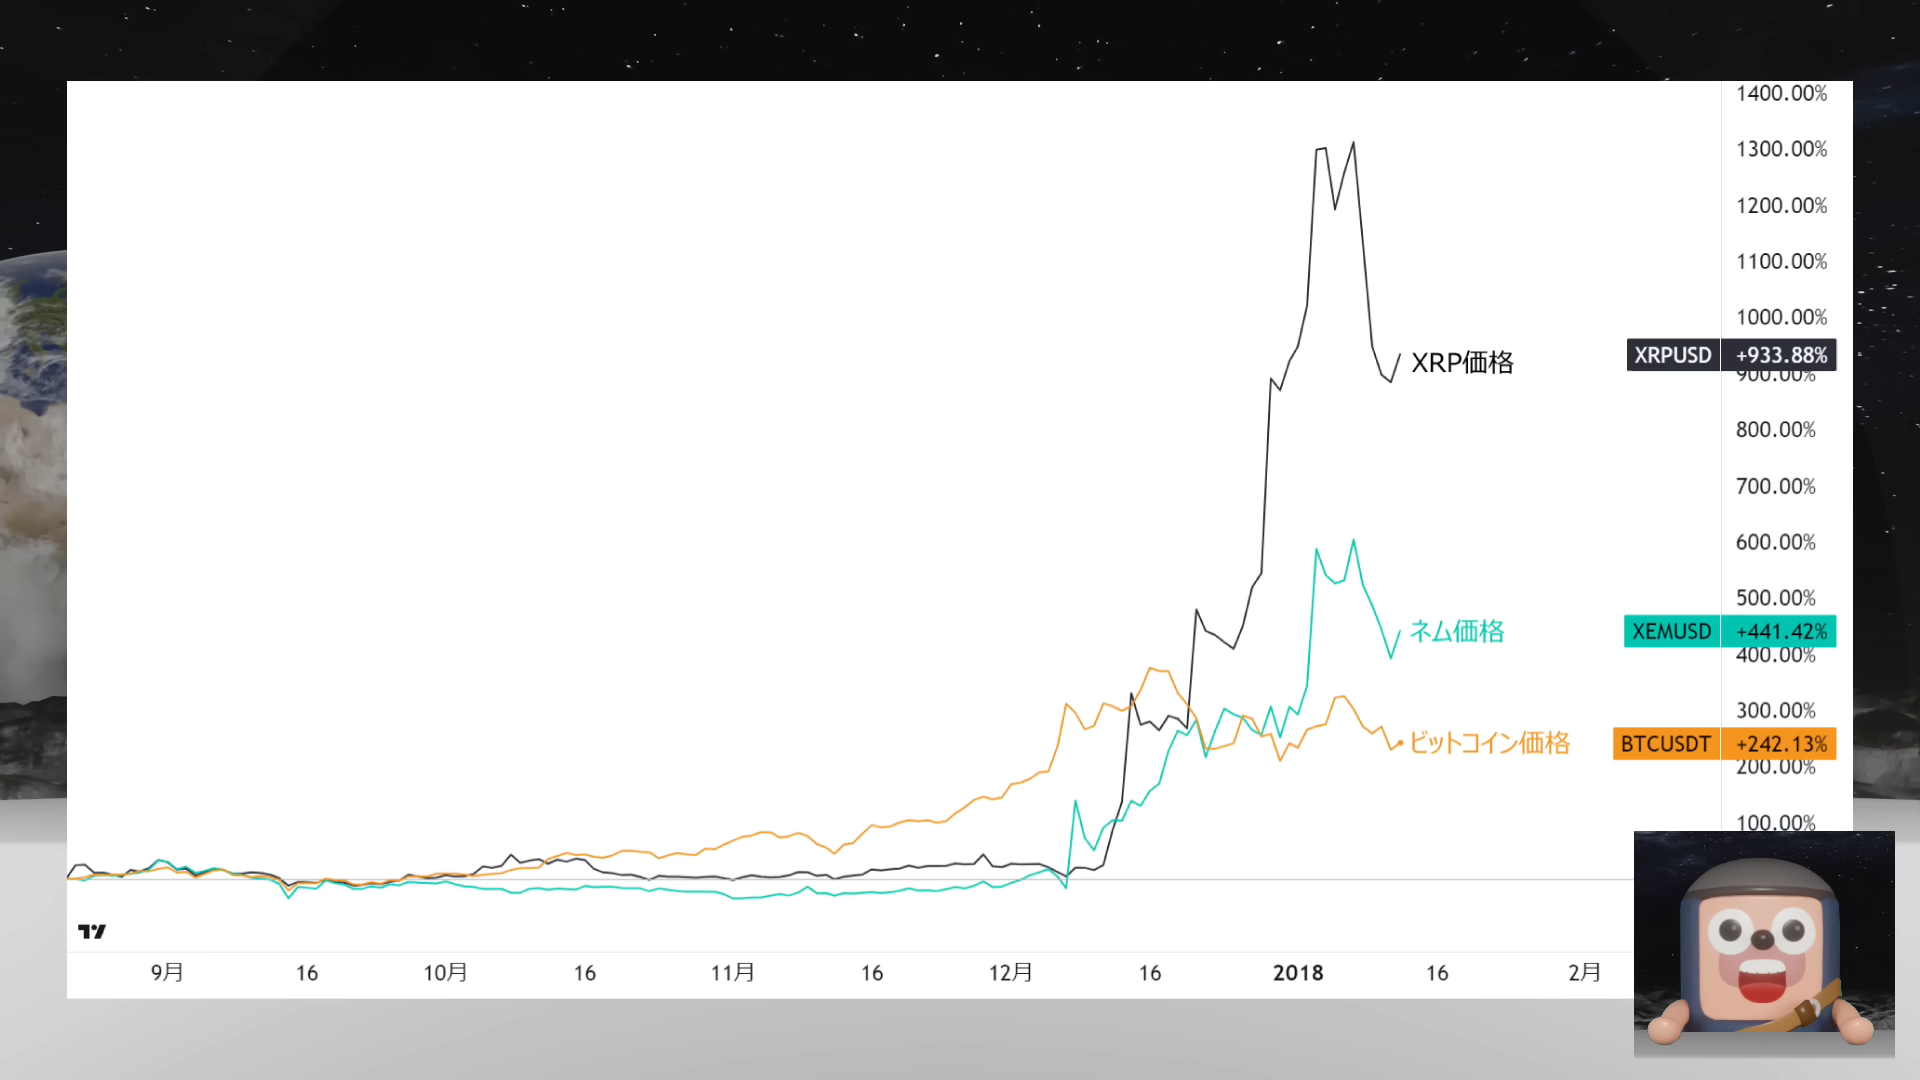 1400.00%
1300.00%
1200.00%
1100.00%
1000.00%
XRPUSD +933.88%
900.00%
XRP価格
800.00%
700.00%
600.00%
500.00%
ネム価格
XEMUSD +441.42%
400.00%
300.00%
ビットコイン価格
BTCUSDT +242.13%
200.00%
100.00%
9月 16 10月 16 11月 16 12月 16 2018 16 2月